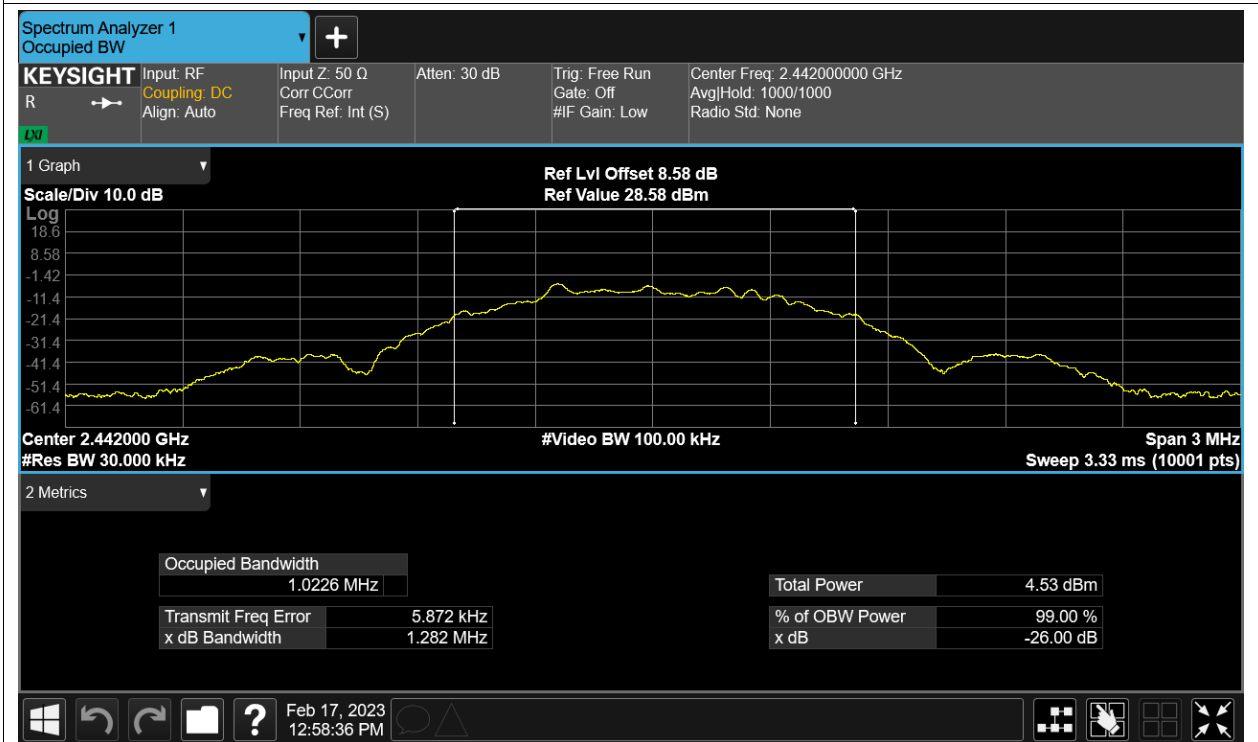 Spectrum Analyzer 1
Occupied BW
KEYSIGHT
R
LXI
Input: RF
Coupling: DC
Align: Auto
Input Z: 50 Ω
Corr CCorr
Freq Ref: Int (S)
Atten: 30 dB
Trig: Free Run
Gate: Off
#IF Gain: Low
Center Freq: 2.442000000 GHz
Avg|Hold: 1000/1000
Radio Std: None
1 Graph
Scale/Div 10.0 dB
Ref Lvl Offset 8.58 dB
Ref Value 28.58 dBm
Log
18.6
8.58
-1.42
-11.4
-21.4
-31.4
-41.4
-51.4
-61.4
Center 2.442000 GHz
#Res BW 30.000 kHz
#Video BW 100.00 kHz
Span 3 MHz
Sweep 3.33 ms (10001 pts)
2 Metrics
Occupied Bandwidth
1.0226 MHz
Transmit Freq Error 5.872 kHz
x dB Bandwidth 1.282 MHz
Total Power 4.53 dBm
% of OBW Power 99.00 %
x dB -26.00 dB
?
Feb 17, 2023
12:58:36 PM